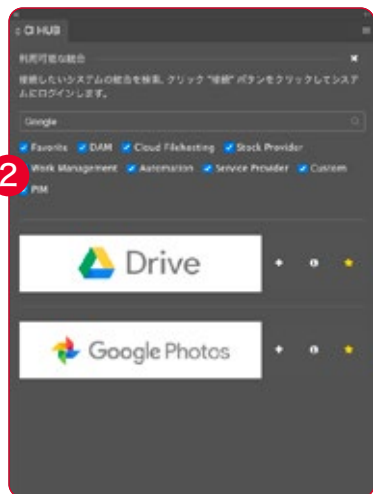 CI HUB
利用可能な統合
接続したいシステムの統合を検索、クリック "接続" ボタンをクリックしてシステ
ムにログインします。
Google
Favorite DAM Cloud Filehosting Stock Provider
2 Work Management Automation Service Provider Custom
PIM
Drive
Google Photos